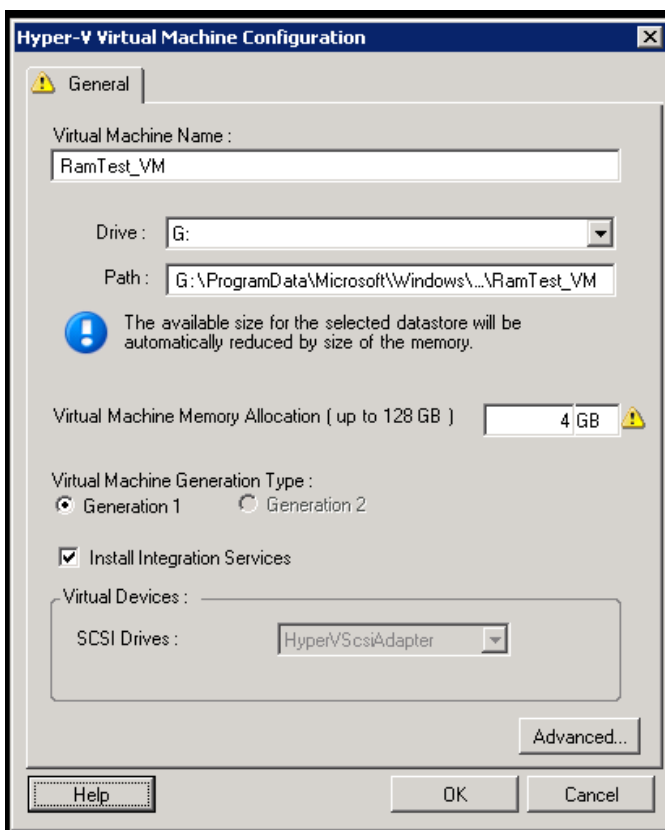 Hyper-V Virtual Machine Configuration
General
Virtual Machine Name :
RamTest_VM
Drive : G:
Path : G:\ProgramData\Microsoft\Windows\...\RamTest_VM
The available size for the selected datastore will be
automatically reduced by size of the memory.
Virtual Machine Memory Allocation ( up to 128 GB ) 4 GB
Virtual Machine Generation Type :
Generation 1 Generation 2
Install Integration Services
Virtual Devices :
SCSI Drives : HyperVScsiAdapter
Advanced...
Help OK Cancel